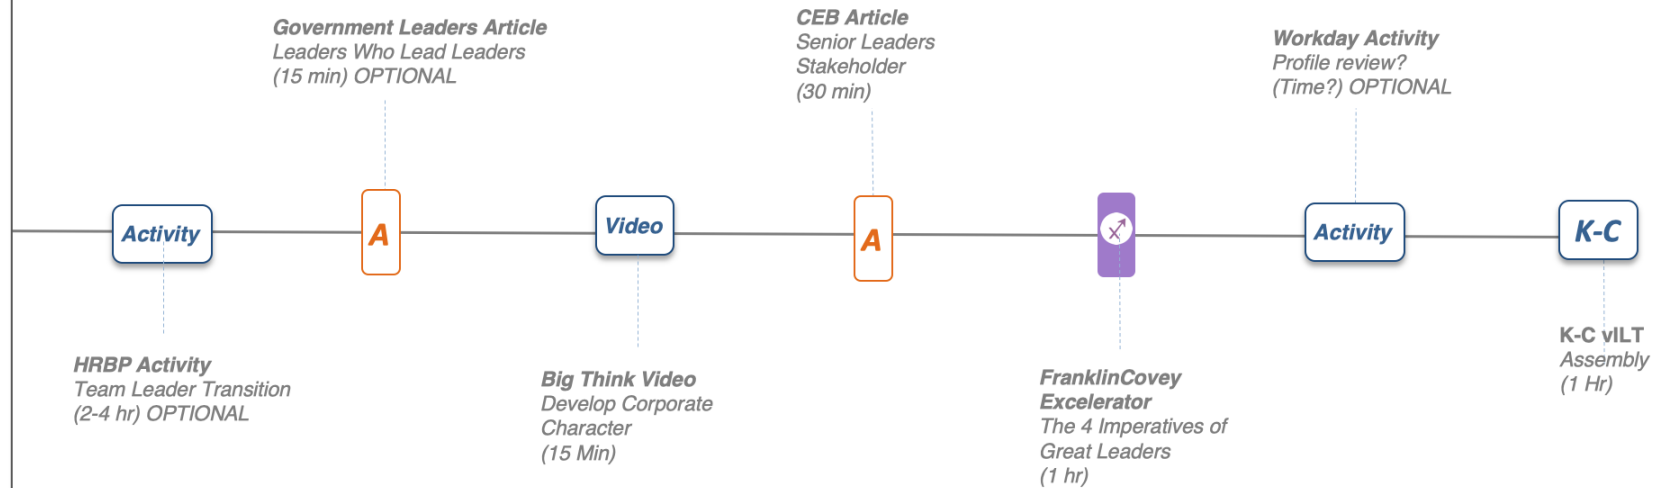 Government Leaders Article
Leaders Who Lead Leaders
(15 min) OPTIONAL
CEB Article
Senior Leaders
Stakeholder
(30 min)
Workday Activity
Profile review?
(Time?) OPTIONAL
Activity
A
Video
A
Activity
K-C
HRBP Activity
Team Leader Transition
(2-4 hr) OPTIONAL
Big Think Video
Develop Corporate
Character
(15 Min)
FranklinCovey
Excelerator
The 4 Imperatives of
Great Leaders
(1 hr)
K-C vILT
Assembly
(1 Hr)